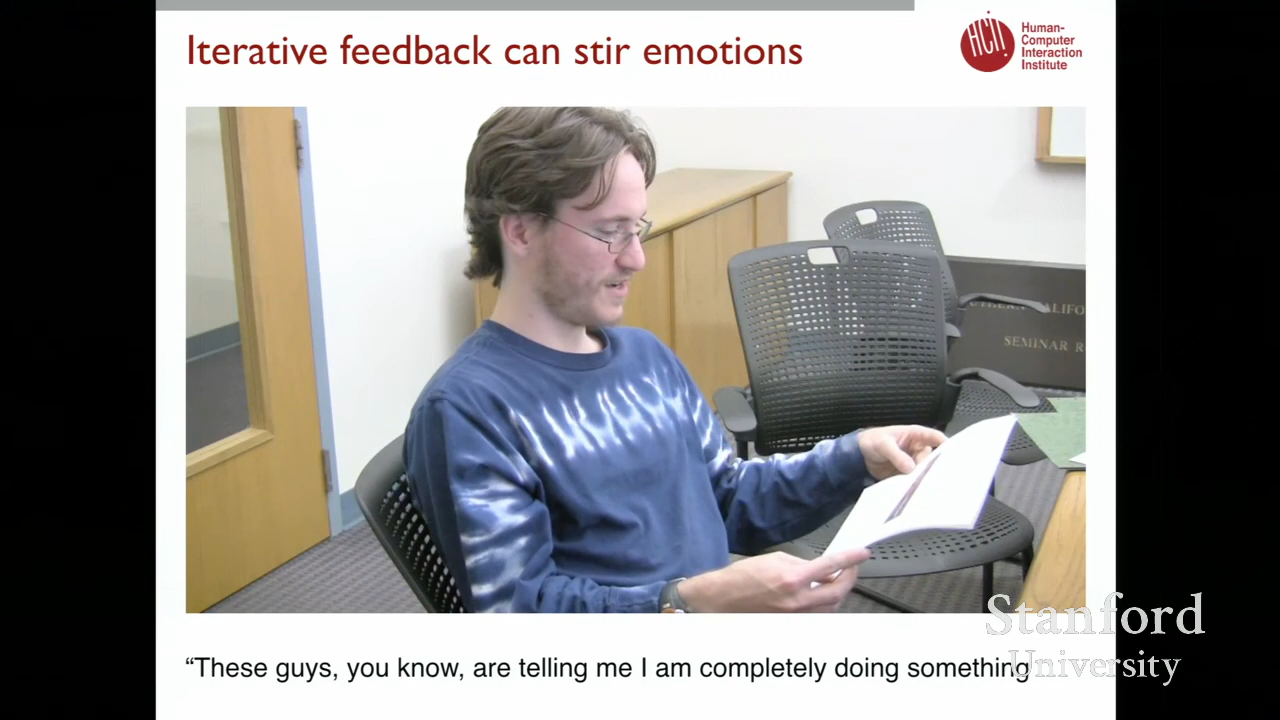 Iterative feedback can stir emotions
HCII
Human-
Computer
Interaction
Institute
SEMINAR
“These guys, you know, are telling me I am completely doing something
Stanford
University